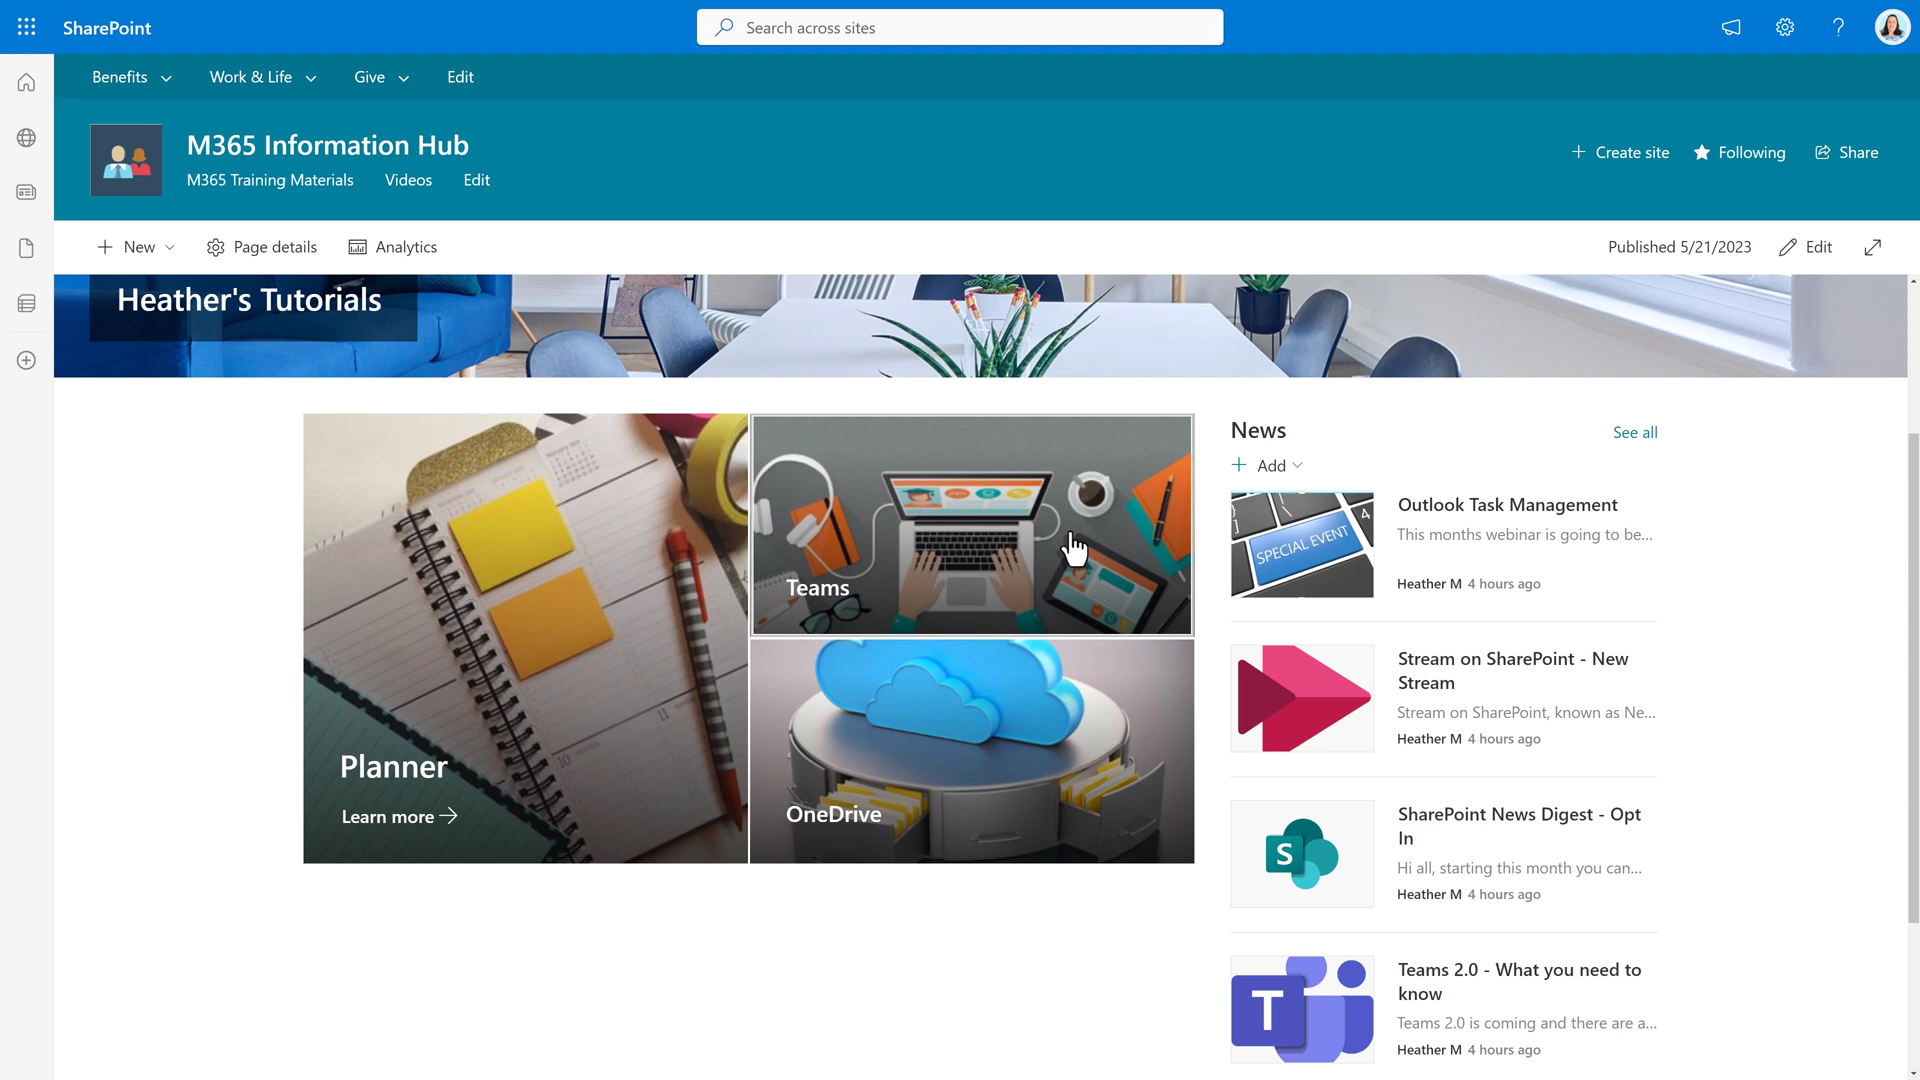 SharePoint
Search across sites
?
Benefits
Work & Life
Give
Edit
M365 Information Hub
M365 Training Materials
Videos
Edit
Create site
Following
Share
New
Page details
Analytics
Published 5/21/2023
Edit
Heather's Tutorials
Planner
Learn more
Teams
OneDrive
News
See all
Add
SPECIAL EVENT
4
Outlook Task Management
This months webinar is going to be...
Heather M 4 hours ago
Stream on SharePoint - New
Stream
Stream on SharePoint, known as Ne...
Heather M 4 hours ago
S
SharePoint News Digest - Opt
In
Hi all, starting this month you can...
Heather M 4 hours ago
T
Teams 2.0 - What you need to
know
Teams 2.0 is coming and there are a...
Heather M 4 hours ago